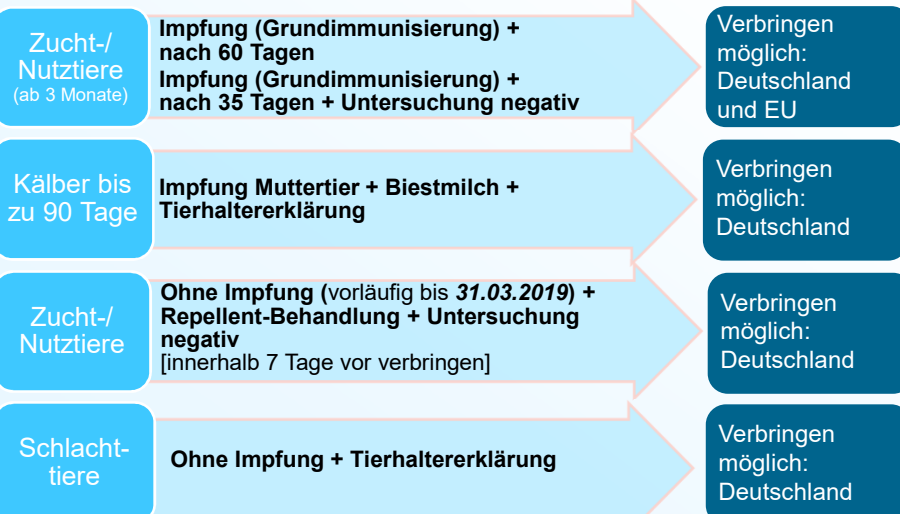 Zucht-/
Nutztiere
(ab 3 Monate)
Impfung (Grundimmunisierung) +
nach 60 Tagen
Impfung (Grundimmunisierung) +
nach 35 Tagen + Untersuchung negativ
Verbringen
möglich:
Deutschland
und EU
Kälber bis
zu 90 Tage
Impfung Muttertier + Biestmilch +
Tierhaltererklärung
Verbringen
möglich:
Deutschland
Zucht-/
Nutztiere
Ohne Impfung (vorläufig bis 31.03.2019) +
Repellent-Behandlung + Untersuchung
negativ
[innerhalb 7 Tage vor verbringen]
Verbringen
möglich:
Deutschland
Schlacht-
tiere
Ohne Impfung + Tierhaltererklärung
Verbringen
möglich:
Deutschland